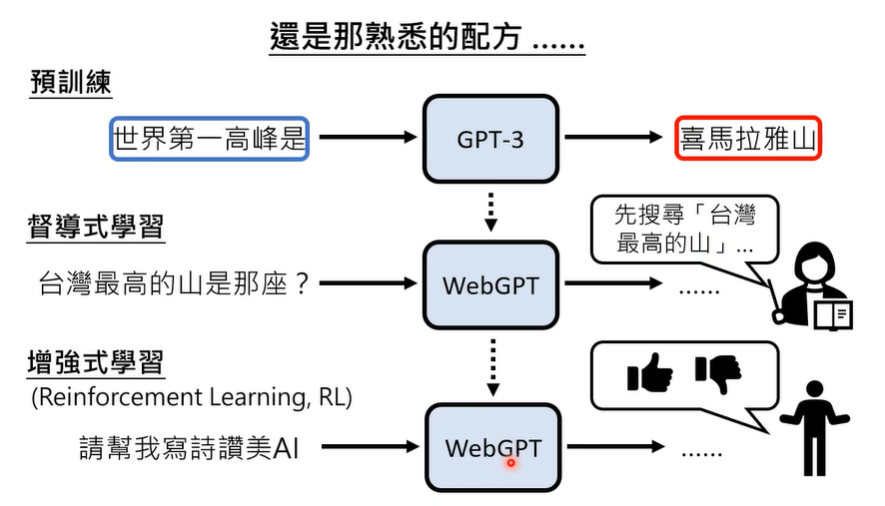 還是那熟悉的配方 ......
預訓練
世界第一高峰是
GPT-3
喜馬拉雅山
督導式學習
先搜尋「台灣
最高的山」...
台灣最高的山是那座?
WebGPT
......
增強式學習
(Reinforcement Learning, RL)
請幫我寫詩讚美AI
WebGPT
......